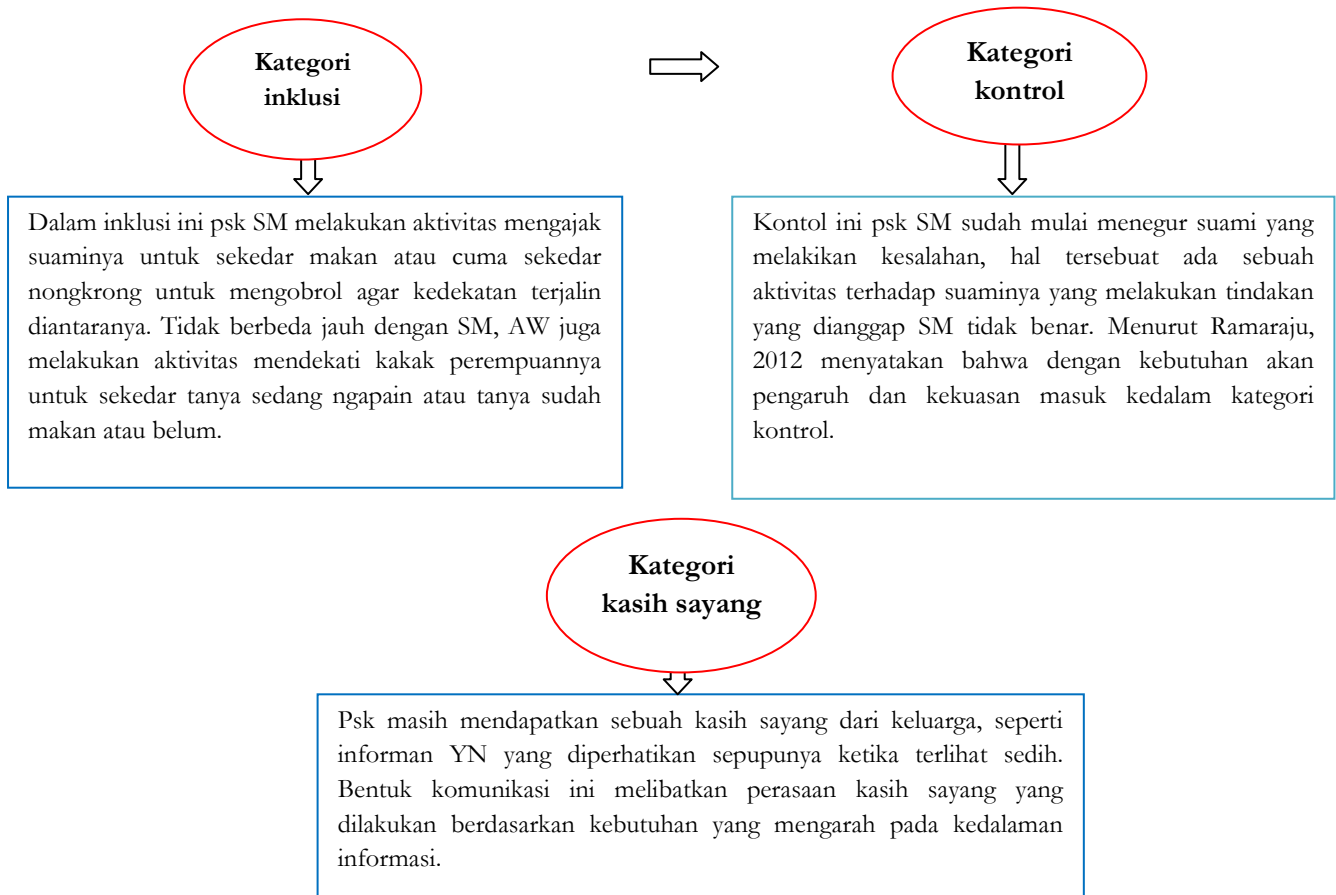 Kategori
inklusi
Kategori
kontrol
Dalam inklusi ini psk SM melakukan aktivitas mengajak
suaminya untuk sekedar makan atau cuma sekedar
nongkrong untuk mengobrol agar kedekatan terjalin
diantaranya. Tidak berbeda jauh dengan SM, AW juga
melakukan aktivitas mendekati kakak perempuannya
untuk sekedar tanya sedang ngapain atau tanya sudah
makan atau belum.
Kontol ini psk SM sudah mulai menegur suami yang
melakikan kesalahan, hal tersebuat ada sebuah
aktivitas terhadap suaminya yang melakukan tindakan
yang dianggap SM tidak benar. Menurut Ramaraju,
2012 menyatakan bahwa dengan kebutuhan akan
pengaruh dan kekuasan masuk kedalam kategori
kontrol.
Kategori
kasih sayang
Psk masih mendapatkan sebuah kasih sayang dari keluarga, seperti
informan YN yang diperhatikan sepupunya ketika terlihat sedih.
Bentuk komunikasi ini melibatkan perasaan kasih sayang yang
dilakukan berdasarkan kebutuhan yang mengarah pada kedalaman
informasi.